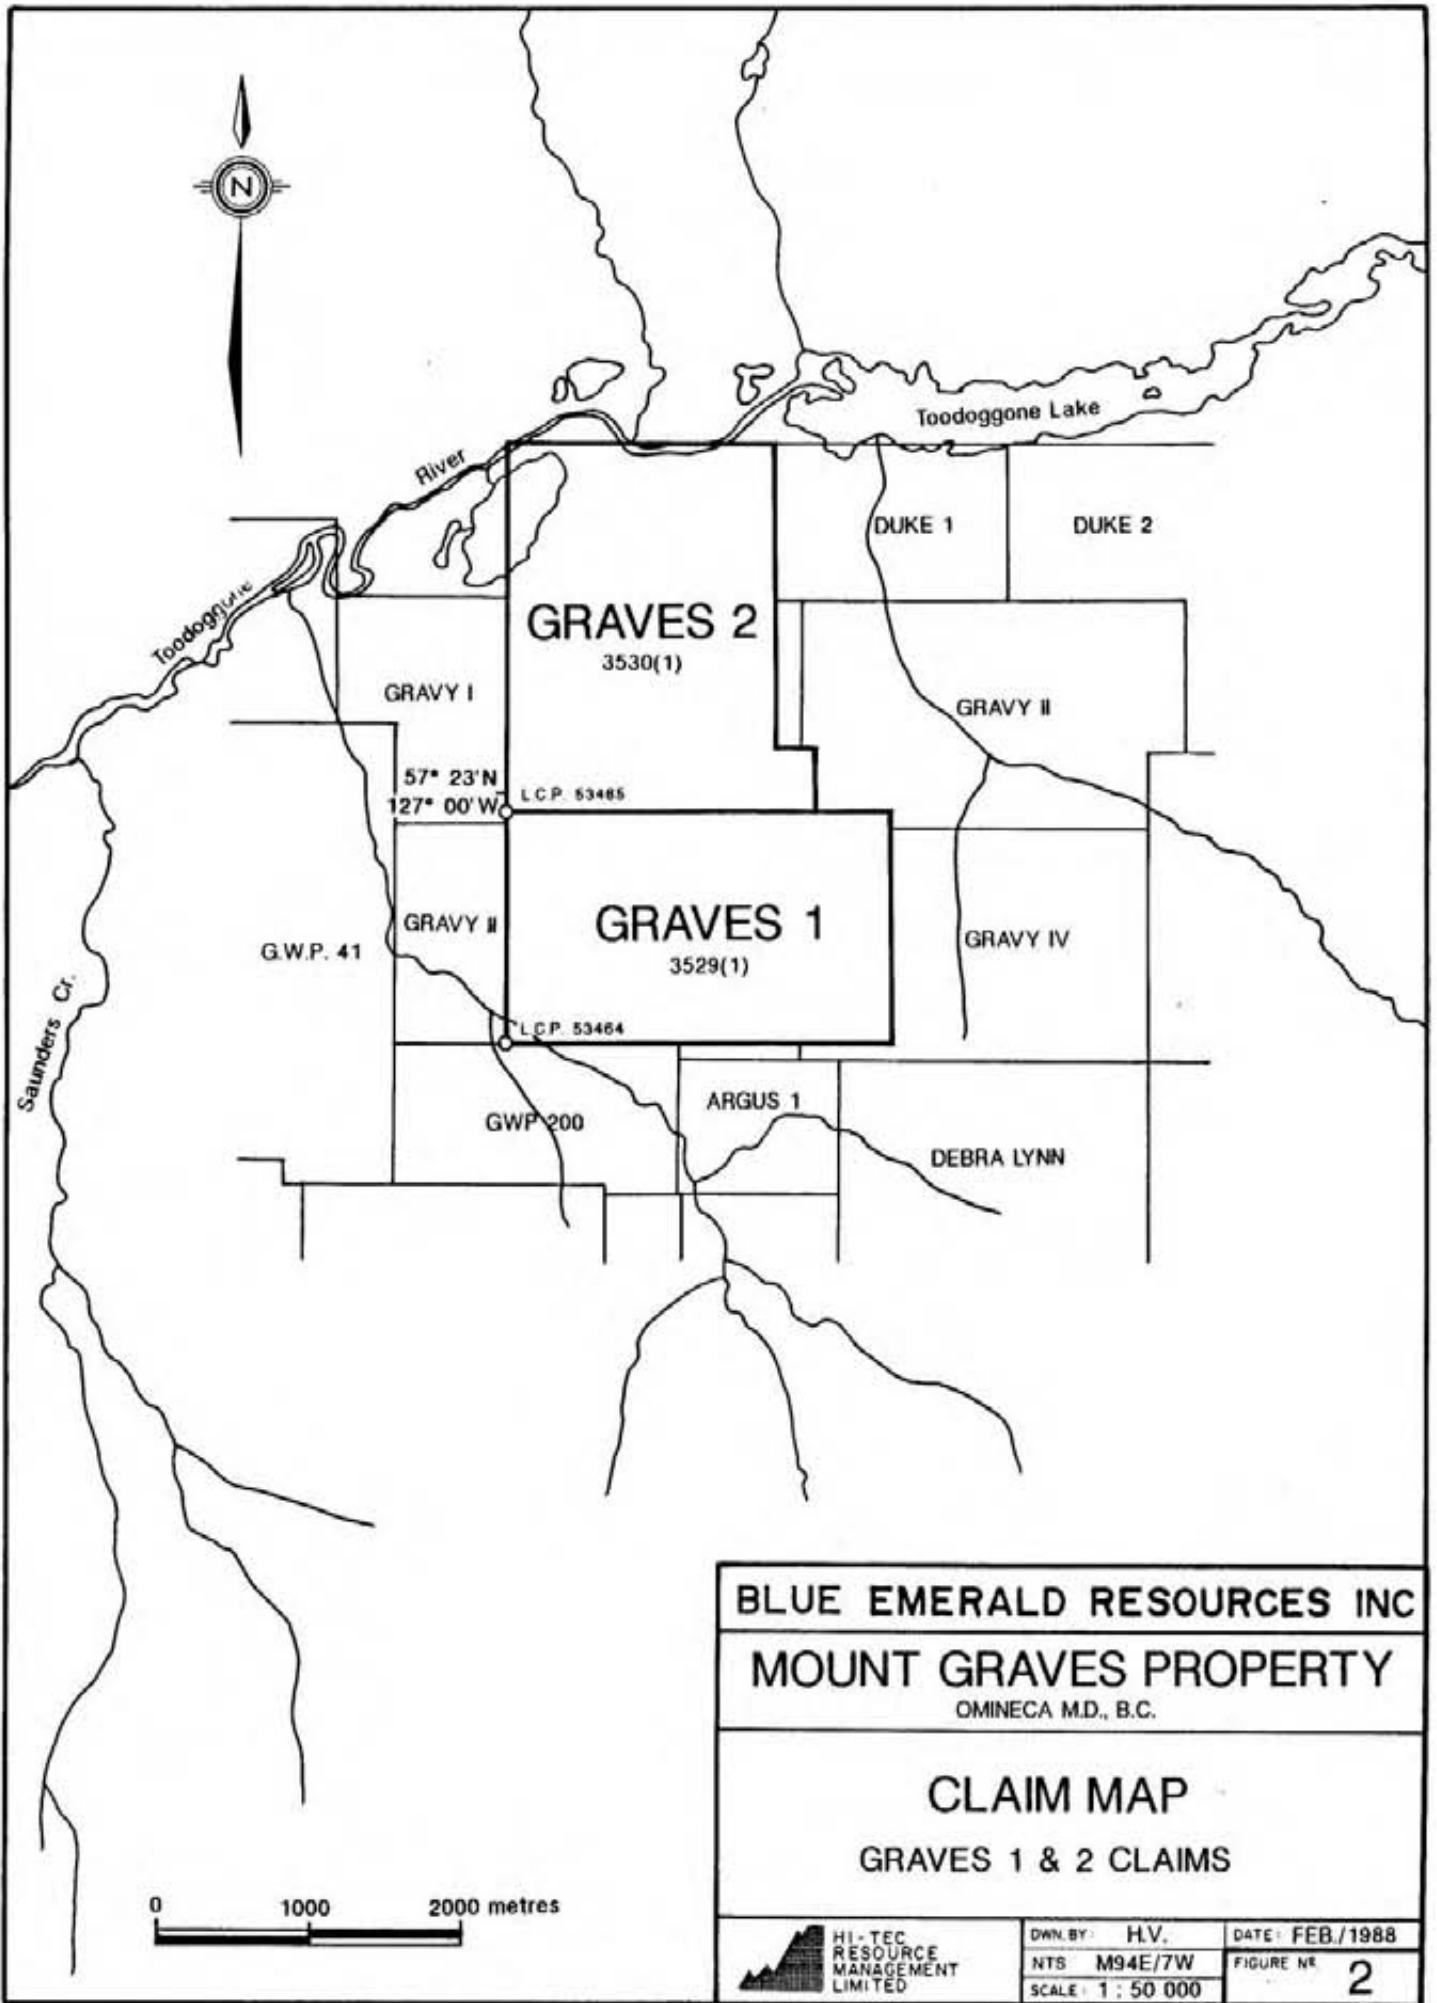 N
Toodoggone Lake
River
DUKE 1
DUKE 2
Toodoggone
GRAVES 2
3530(1)
GRAVY I
GRAVY II
57° 23'N
127° 00'W
L.C.P. 53465
GRAVES 1
3529(1)
GRAVY II
G.W.P. 41
GRAVY IV
Saunders Cr.
L.C.P. 53464
ARGUS 1
GWP 200
DEBRA LYNN
BLUE EMERALD RESOURCES INC
MOUNT GRAVES PROPERTY
OMINECA M.D., B.C.
CLAIM MAP
GRAVES 1 & 2 CLAIMS
0 1000 2000 metres
HI-TEC
RESOURCE
MANAGEMENT
LIMITED
DWN. BY: H.V.
DATE: FEB./1988
NTS M94E/7W
FIGURE Nº 2
SCALE: 1 : 50 000